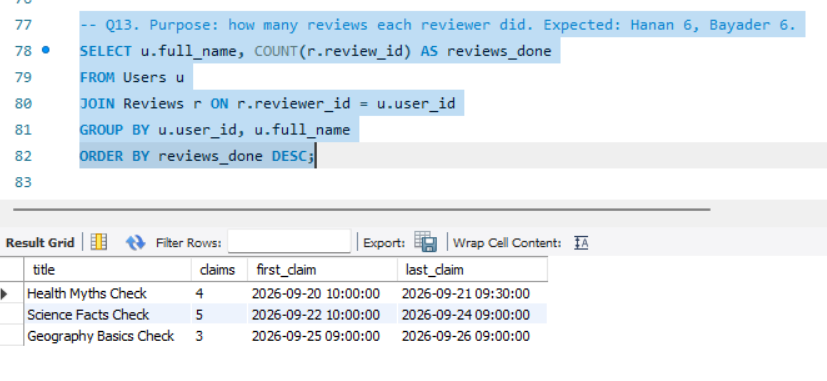 77 -- Q13. Purpose: how many reviews each reviewer did. Expected: Hanan 6, Bayader 6.
78 SELECT u.full_name, COUNT(r.review_id) AS reviews_done
79 FROM Users u
80 JOIN Reviews r ON r.reviewer_id = u.user_id
81 GROUP BY u.user_id, u.full_name
82 ORDER BY reviews_done DESC;
83
Result Grid Filter Rows: Export: Wrap Cell Content: IA
title claims first_claim last_claim
Health Myths Check 4 2026-09-20 10:00:00 2026-09-21 09:30:00
Science Facts Check 5 2026-09-22 10:00:00 2026-09-24 09:00:00
Geography Basics Check 3 2026-09-25 09:00:00 2026-09-26 09:00:00